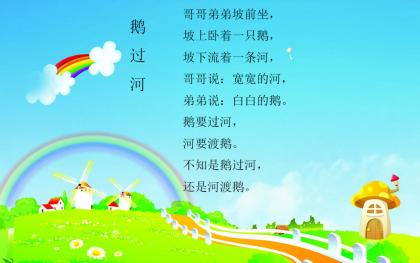 鹅过河
哥哥弟弟坡前坐，
坡上卧着一只鹅，
坡下流着一条河，
哥哥说：宽宽的河，
弟弟说：白白的鹅。
鹅要过河，
河要渡鹅。
不知是鹅过河，
还是河渡鹅。